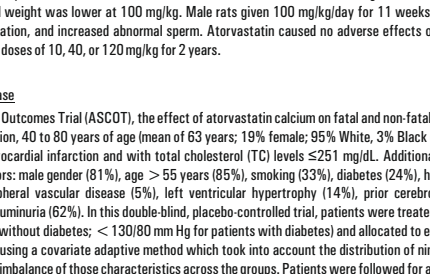 l weight was lower at 100 mg/kg. Male rats given 100 mg/kg/day for 11 weeks
ation, and increased abnormal sperm. Atorvastatin caused no adverse effects o
doses of 10, 40, or 120 mg/kg for 2 years.
ase
Outcomes Trial (ASCOT), the effect of atorvastatin calcium on fatal and non-fatal
ion, 40 to 80 years of age (mean of 63 years; 19% female; 95% White, 3% Black
ocardial infarction and with total cholesterol (TC) levels ≤251 mg/dL. Additiona
ors: male gender (81%), age > 55 years (85%), smoking (33%), diabetes (24%), h
pheral vascular disease (5%), left ventricular hypertrophy (14%), prior cerebro
uminuria (62%). In this double-blind, placebo-controlled trial, patients were treate
without diabetes; < 130/80 mm Hg for patients with diabetes) and allocated to e
using a covariate adaptive method which took into account the distribution of nin
imbalance of those characteristics across the groups. Patients were followed for a